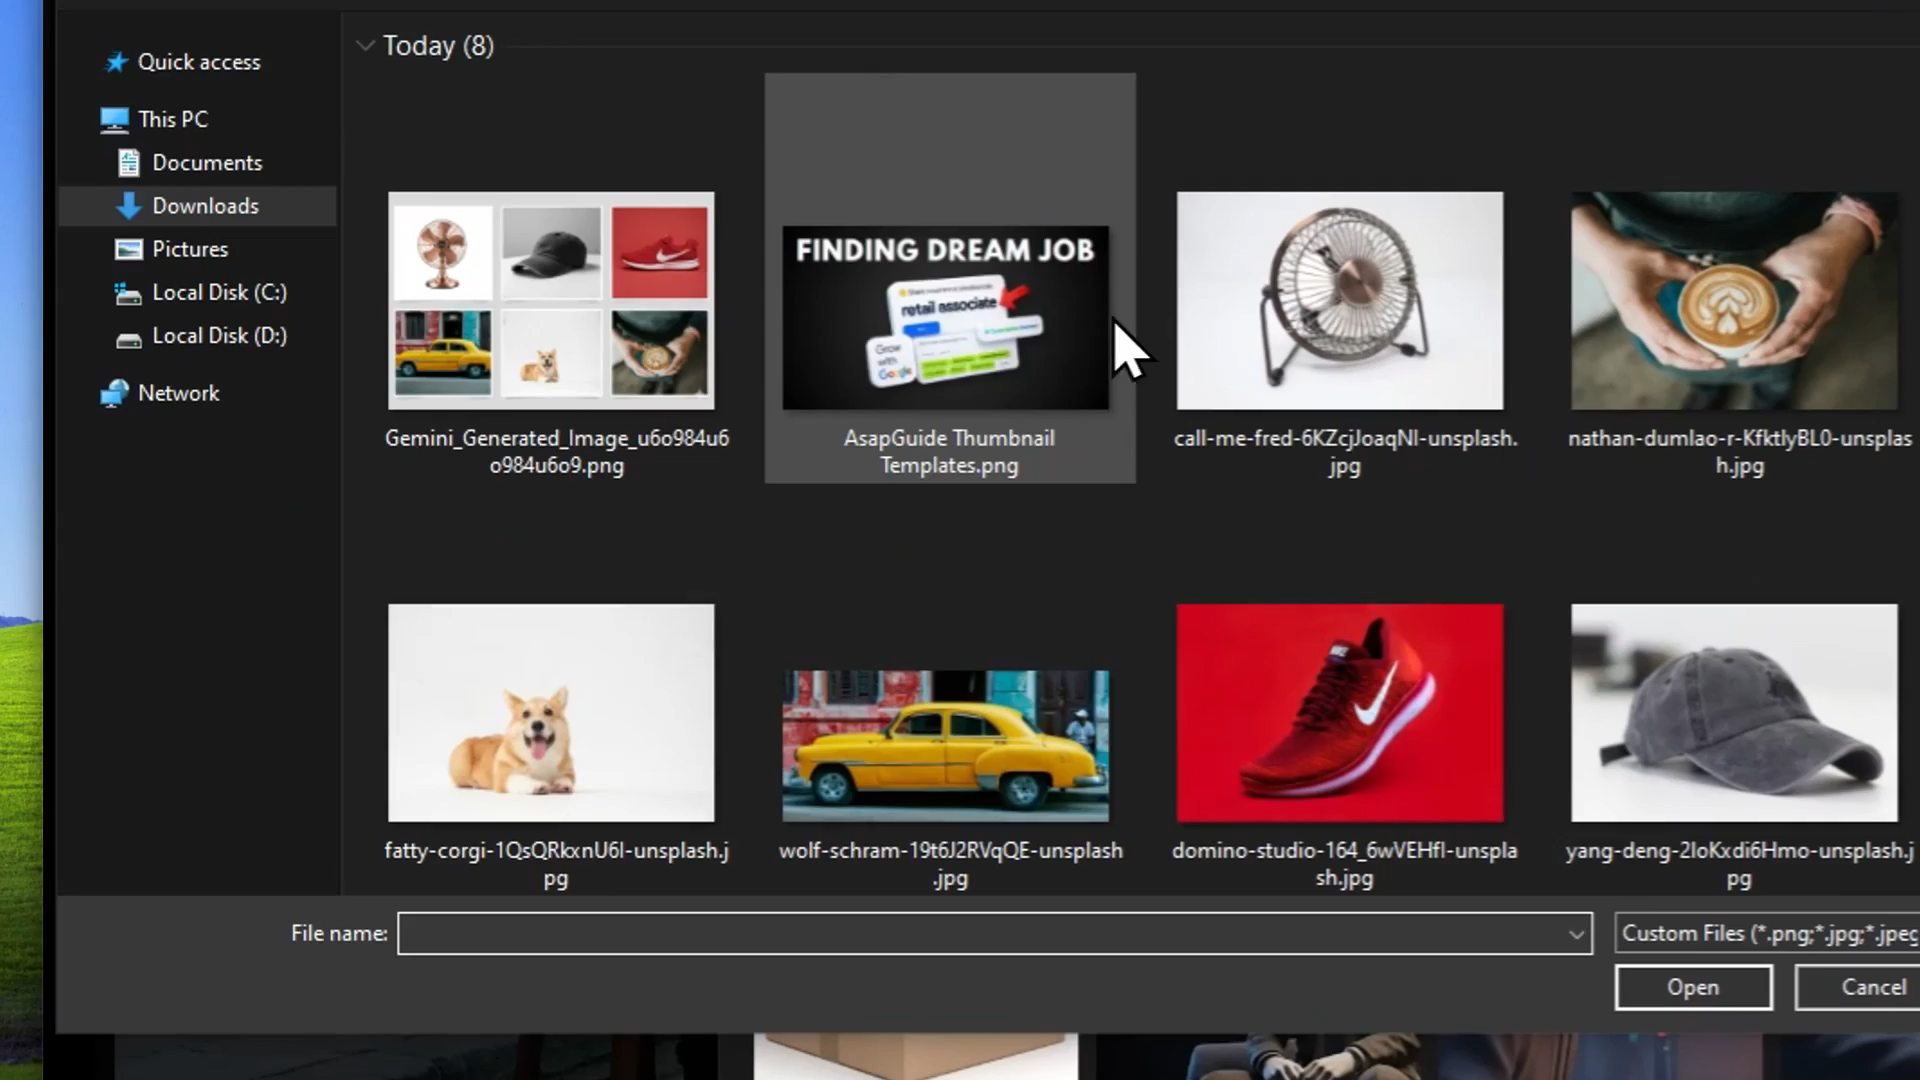 Quick access
This PC
Documents
Downloads
Pictures
Local Disk (C:)
Local Disk (D:)
Network
Today (8)
FINDING DREAM JOB
retail associate
Grow
with
Google
Gemini_Generated_Image_u6o984u6
o984u6o9.png
AsapGuide Thumbnail
Templates.png
call-me-fred-6KZcjJoaqNI-unsplash.
jpg
nathan-dumlao-r-KfktlyBL0-unsplas
h.jpg
fatty-corgi-1QsQRkxnU6I-unsplash.j
pg
wolf-schram-19t6J2RVqQE-unsplash
.jpg
domino-studio-164_6wVEHfI-unspla
sh.jpg
yang-deng-2IoKxdi6Hmo-unsplash.j
pg
File name:
Custom Files (*.png;*.jpg;*.jpeg
Open
Cancel